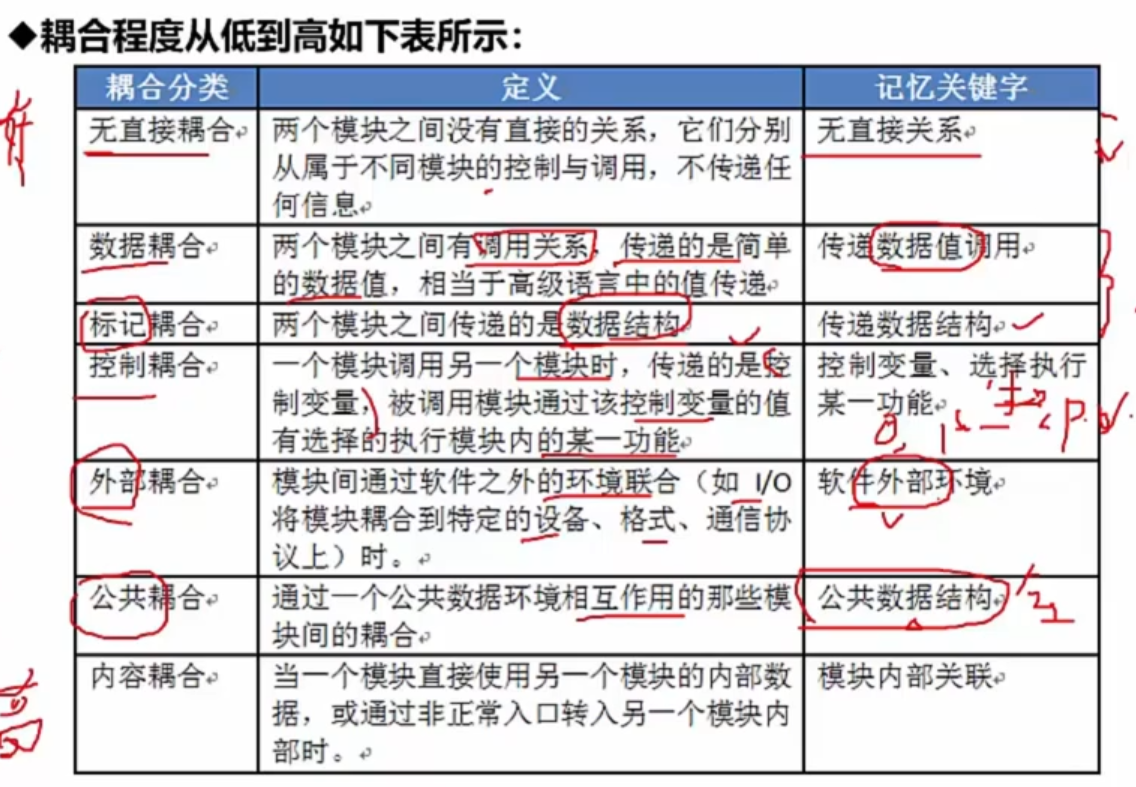 ◆耦合程度从低到高如下表所示：
耦合分类 定义 记忆关键字
无直接耦合 两个模块之间没有直接的关系，它们分别 无直接关系
从属于不同模块的控制与调用，不传递任
何信息
数据耦合 两个模块之间有调用关系，传递的是简单 传递数据值调用
的数据值，相当于高级语言中的值传递
标记耦合 两个模块之间传递的是数据结构 传递数据结构
控制耦合 一个模块调用另一个模块时，传递的是控 控制变量、选择执行
制变量，被调用模块通过该控制变量的值 某一功能
有选择的执行模块内的某一功能
外部耦合 模块间通过软件之外的环境联合（如 I/O 软件外部环境
将模块耦合到特定的设备、格式、通信协
议上）时。
公共耦合 通过一个公共数据环境相互作用的那些模 公共数据结构
块间的耦合
内容耦合 当一个模块直接使用另一个模块的内部数 模块内部关联
据，或通过非正常入口转入另一个模块内
部时。
高